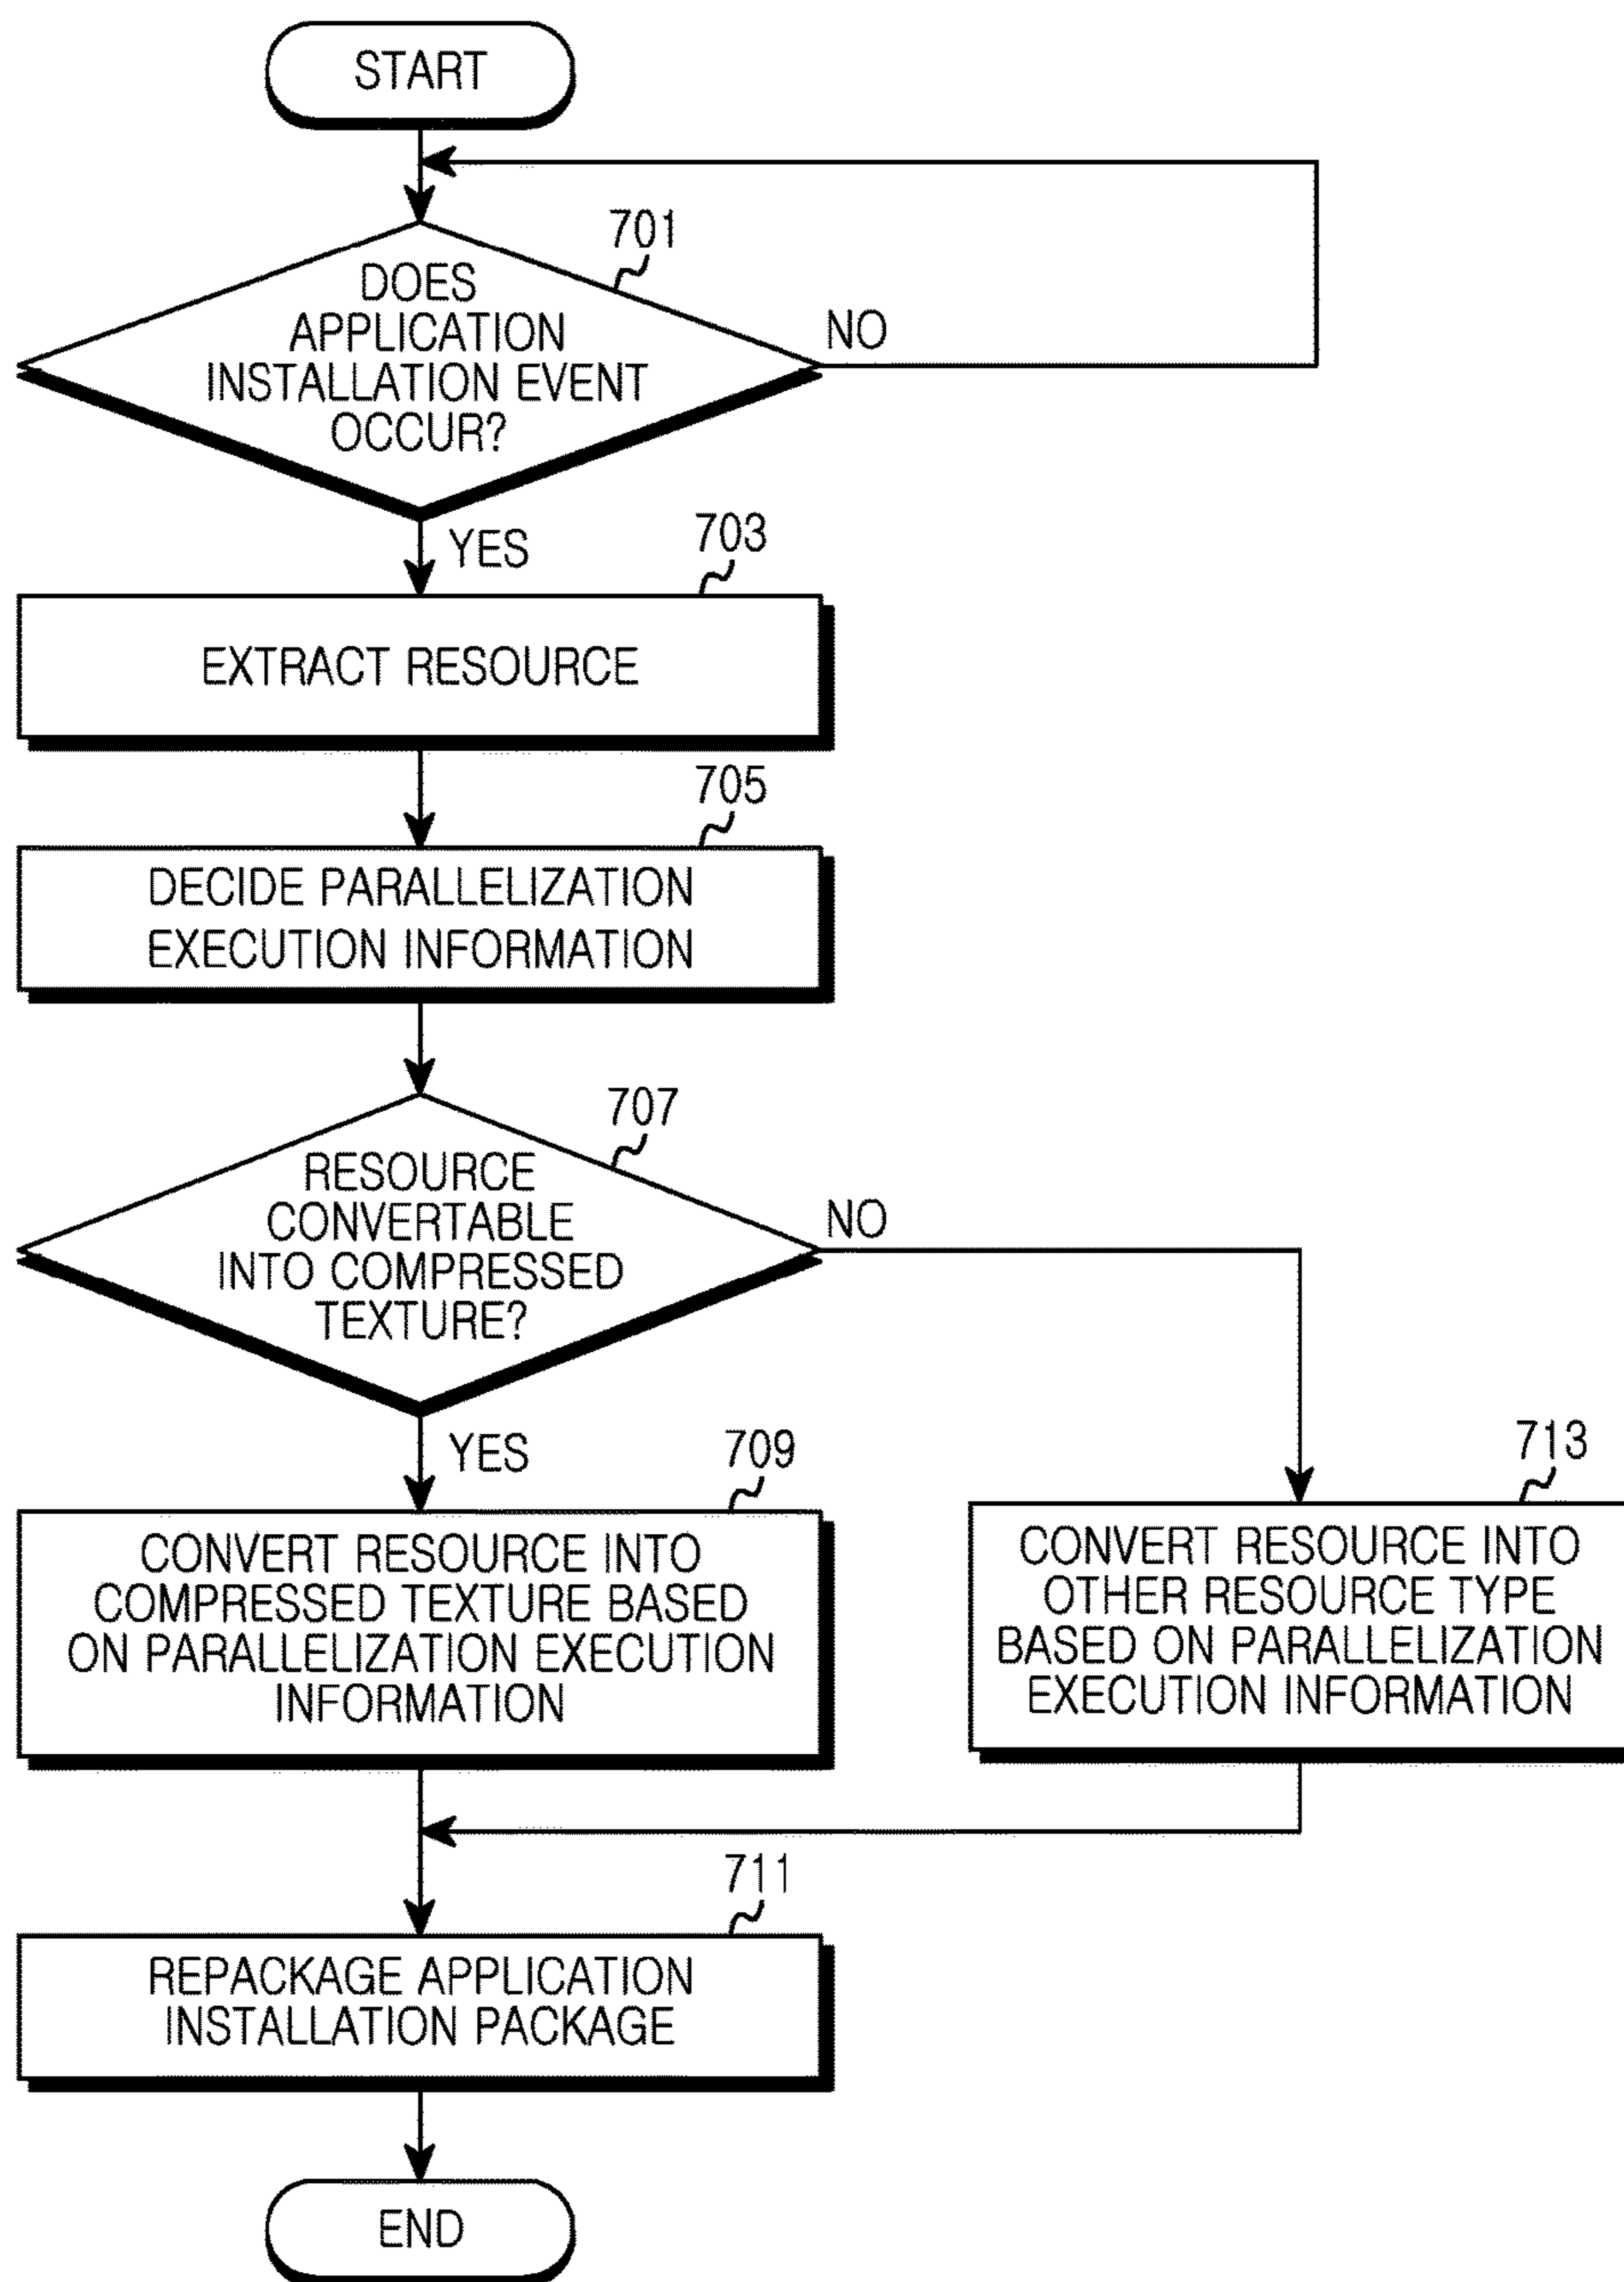 START
701
DOES
APPLICATION
INSTALLATION EVENT
OCCUR?
NO
YES
703
EXTRACT RESOURCE
705
DECIDE PARALLELIZATION
EXECUTION INFORMATION
707
RESOURCE
CONVERTABLE
INTO COMPRESSED
TEXTURE?
NO
YES
709
CONVERT RESOURCE INTO
COMPRESSED TEXTURE BASED
ON PARALLELIZATION EXECUTION
INFORMATION
713
CONVERT RESOURCE INTO
OTHER RESOURCE TYPE
BASED ON PARALLELIZATION
EXECUTION INFORMATION
711
REPACKAGE APPLICATION
INSTALLATION PACKAGE
END